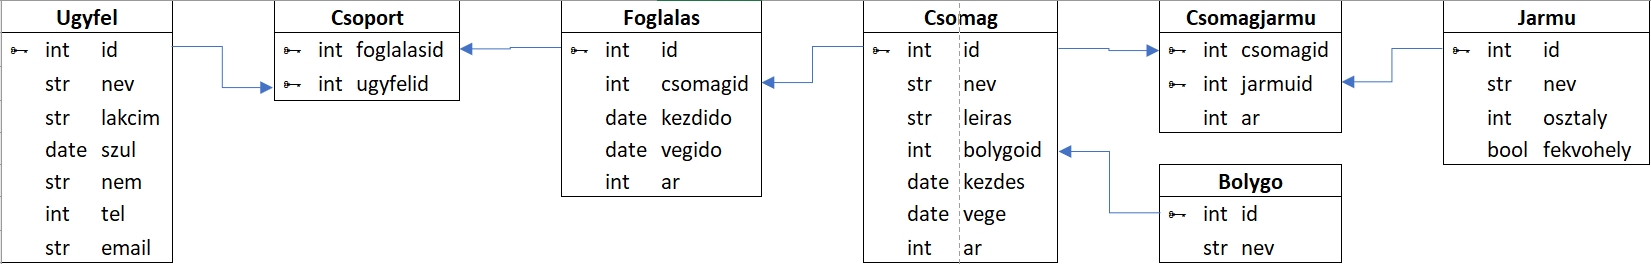 Ugyfel
int id
str nev
str lakcim
date szul
str nem
int tel
str email
Csoport
int foglalasid
int ugyfelid
Foglalas
int id
int csomagid
date kezdido
date vegido
int ar
Csomag
int id
str nev
str leiras
int bolygoid
date kezdes
date vege
int ar
Csomagjarmu
int csomagid
int jarmuid
int ar
Bolygo
int id
str nev
Jarmu
int id
str nev
int osztaly
bool fekvohely